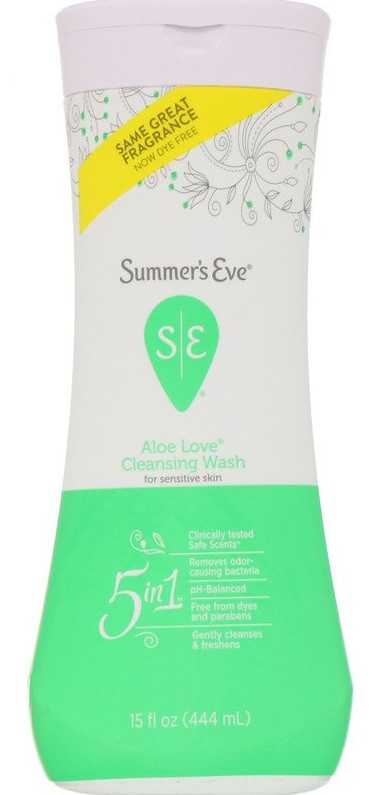 SAME GREAT
FRAGRANCE
NOW DYE FREE
Summer's Eve®
S|E
®
Aloe Love®
Cleansing Wash
for sensitive skin
5in1™
Clinically tested
Safe Scents®
Removes odor-
causing bacteria
pH-Balanced
Free from dyes
and parabens
Gently cleanses
& freshens
15 fl oz (444 mL)